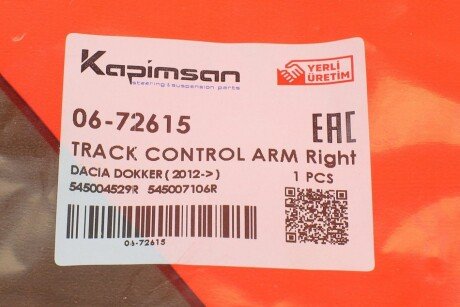 Kapimsan
steering & suspension parts
YERLİ
ÜRETİM
06-72615
EAC
TRACK CONTROL ARM Right
DACIA DOKKER ( 2012-> )
1 PCS
545004529R 545007106R
06-72615